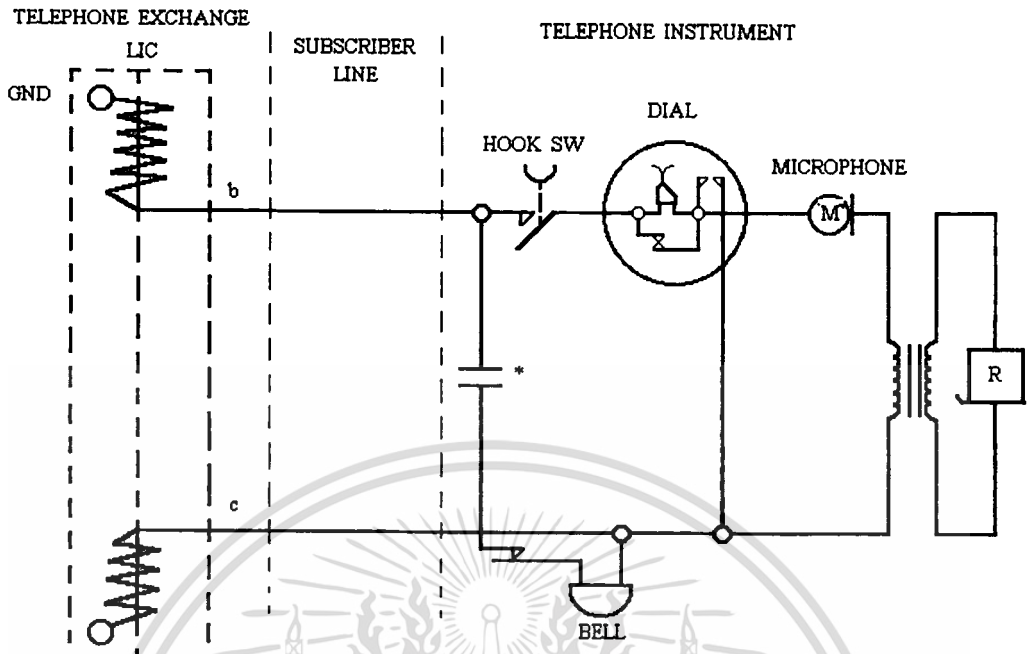 TELEPHONE EXCHANGE
SUBSCRIBER
LINE
TELEPHONE INSTRUMENT
LIC
GND
DIAL
HOOK SW
MICROPHONE
b
M
*
R
c
BELL